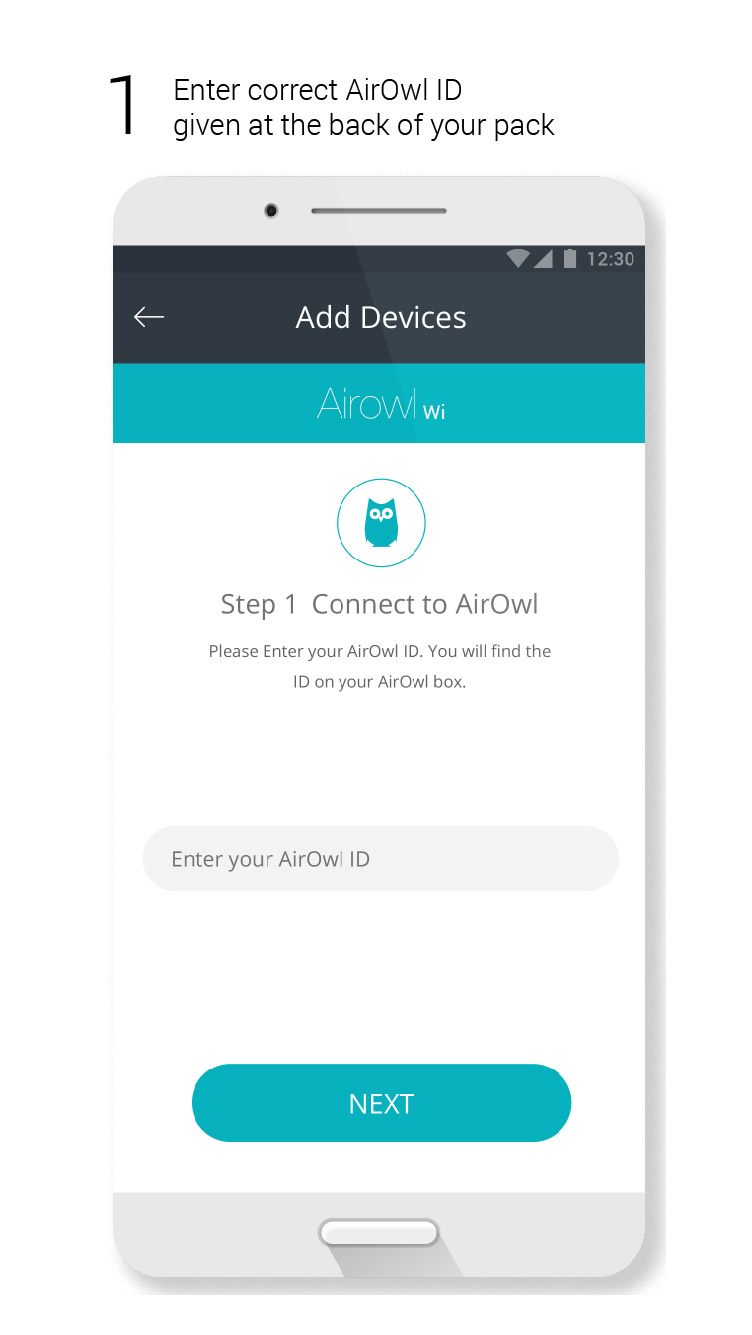 1 Enter correct AirOwl ID
given at the back of your pack
12:30
Add Devices
Airowl Wi
Step 1 Connect to AirOwl
Please Enter your AirOwl ID. You will find the
ID on your AirOwl box.
Enter your AirOwl ID
NEXT